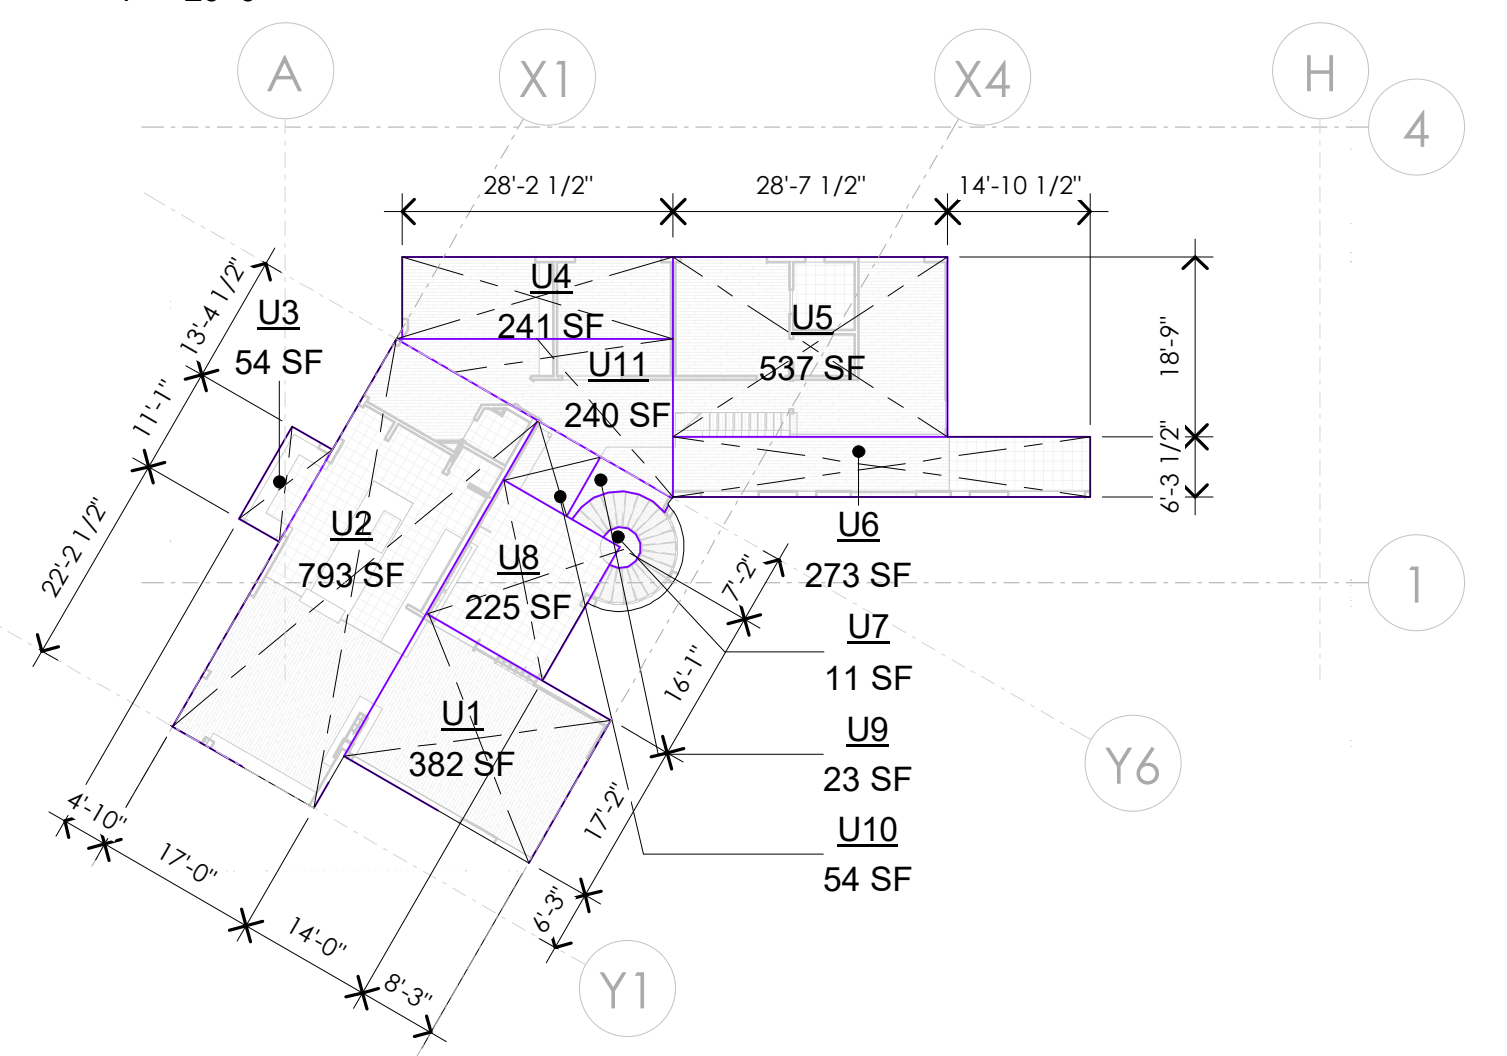 A
X1
X4
H
4
28'-2 1/2"
28'-7 1/2"
14'-10 1/2"
13'-4 1/2"
U3
54 SF
U4
241 SF
U5
537 SF
18'-9"
U11
240 SF
11'-1"
6'-3 1/2"
22'-2 1/2"
U2
793 SF
U8
225 SF
U6
273 SF
1
7'-2"
U7
11 SF
16'-1"
U1
382 SF
U9
23 SF
Y6
17'-2"
U10
54 SF
4'-10"
17'-0"
14'-0"
8'-3"
6'-3"
Y1